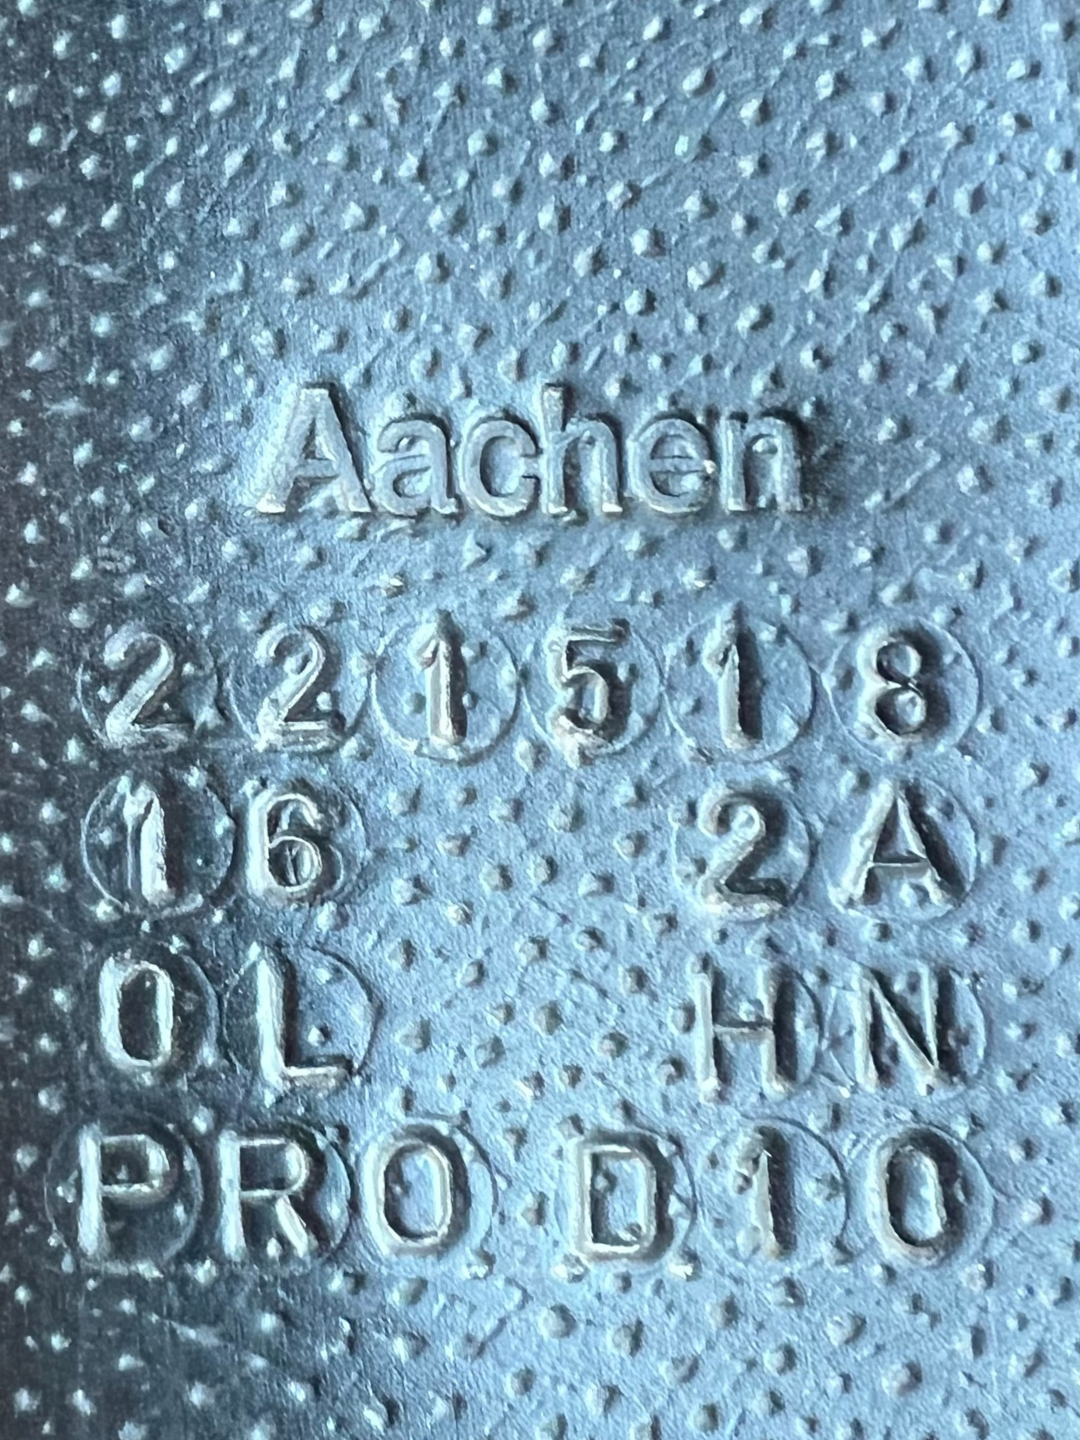 Aachen
221518
16 2A
0L HN
PRO D10